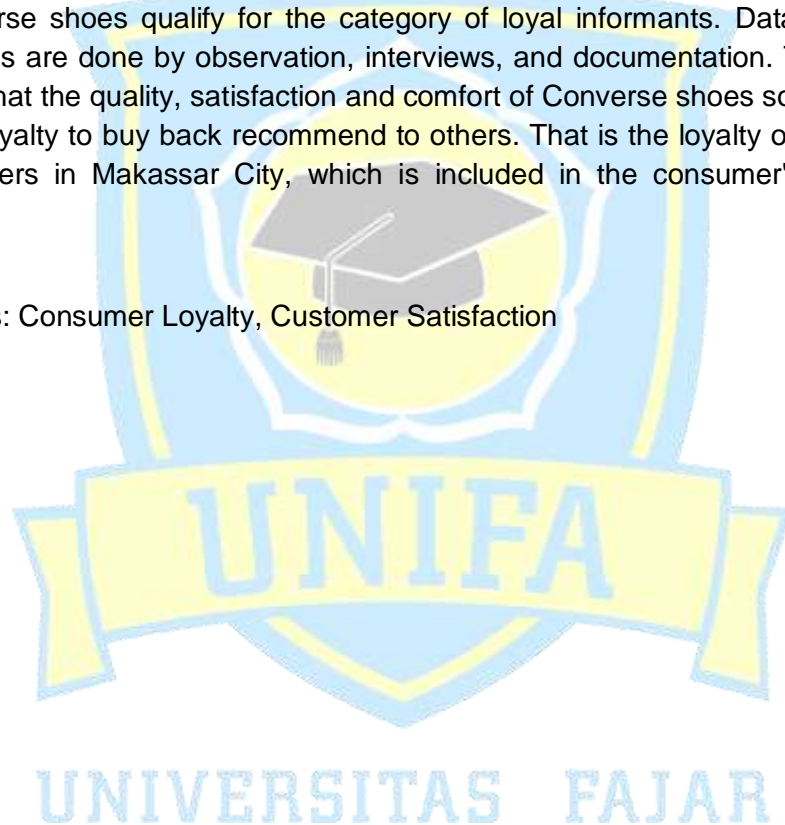 rse shoes qualify for the category of loyal informants. Data
s are done by observation, interviews, and documentation. T
hat the quality, satisfaction and comfort of Converse shoes so
oyalty to buy back recommend to others. That is the loyalty o
ers in Makassar City, which is included in the consumer'
s: Consumer Loyalty, Customer Satisfaction
UNIFA
UNIVERSITAS FAJAR